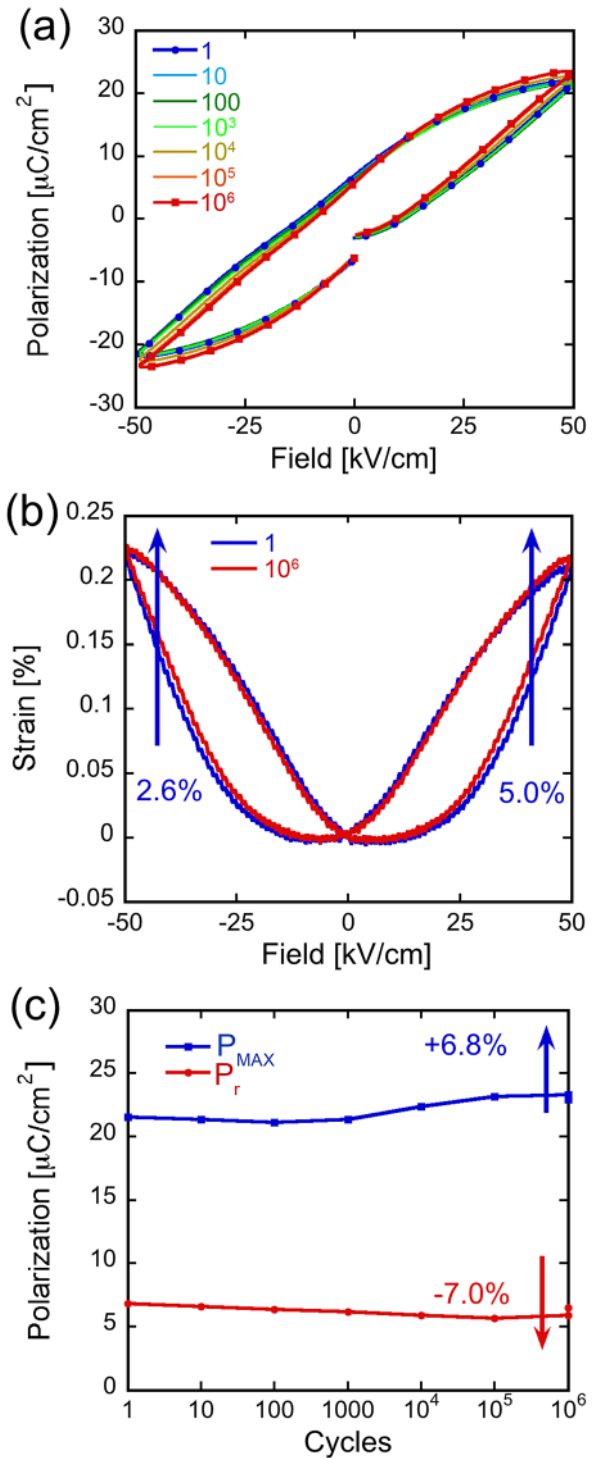 (a)
30
20
10
0
-10
-20
-30
Polarization [μC/cm²]
1
10
100
10³
10⁴
10⁵
10⁶
-50 -25 0 25 50
Field [kV/cm]
(b)
0.25
0.2
0.15
0.1
0.05
0
-0.05
Strain [%]
1
10⁶
2.6%
5.0%
-50 -25 0 25 50
Field [kV/cm]
(c)
30
25
20
15
10
5
0
Polarization [μC/cm²]
P_MAX
P_r
+6.8%
-7.0%
1 10 100 1000 10⁴ 10⁵ 10⁶
Cycles